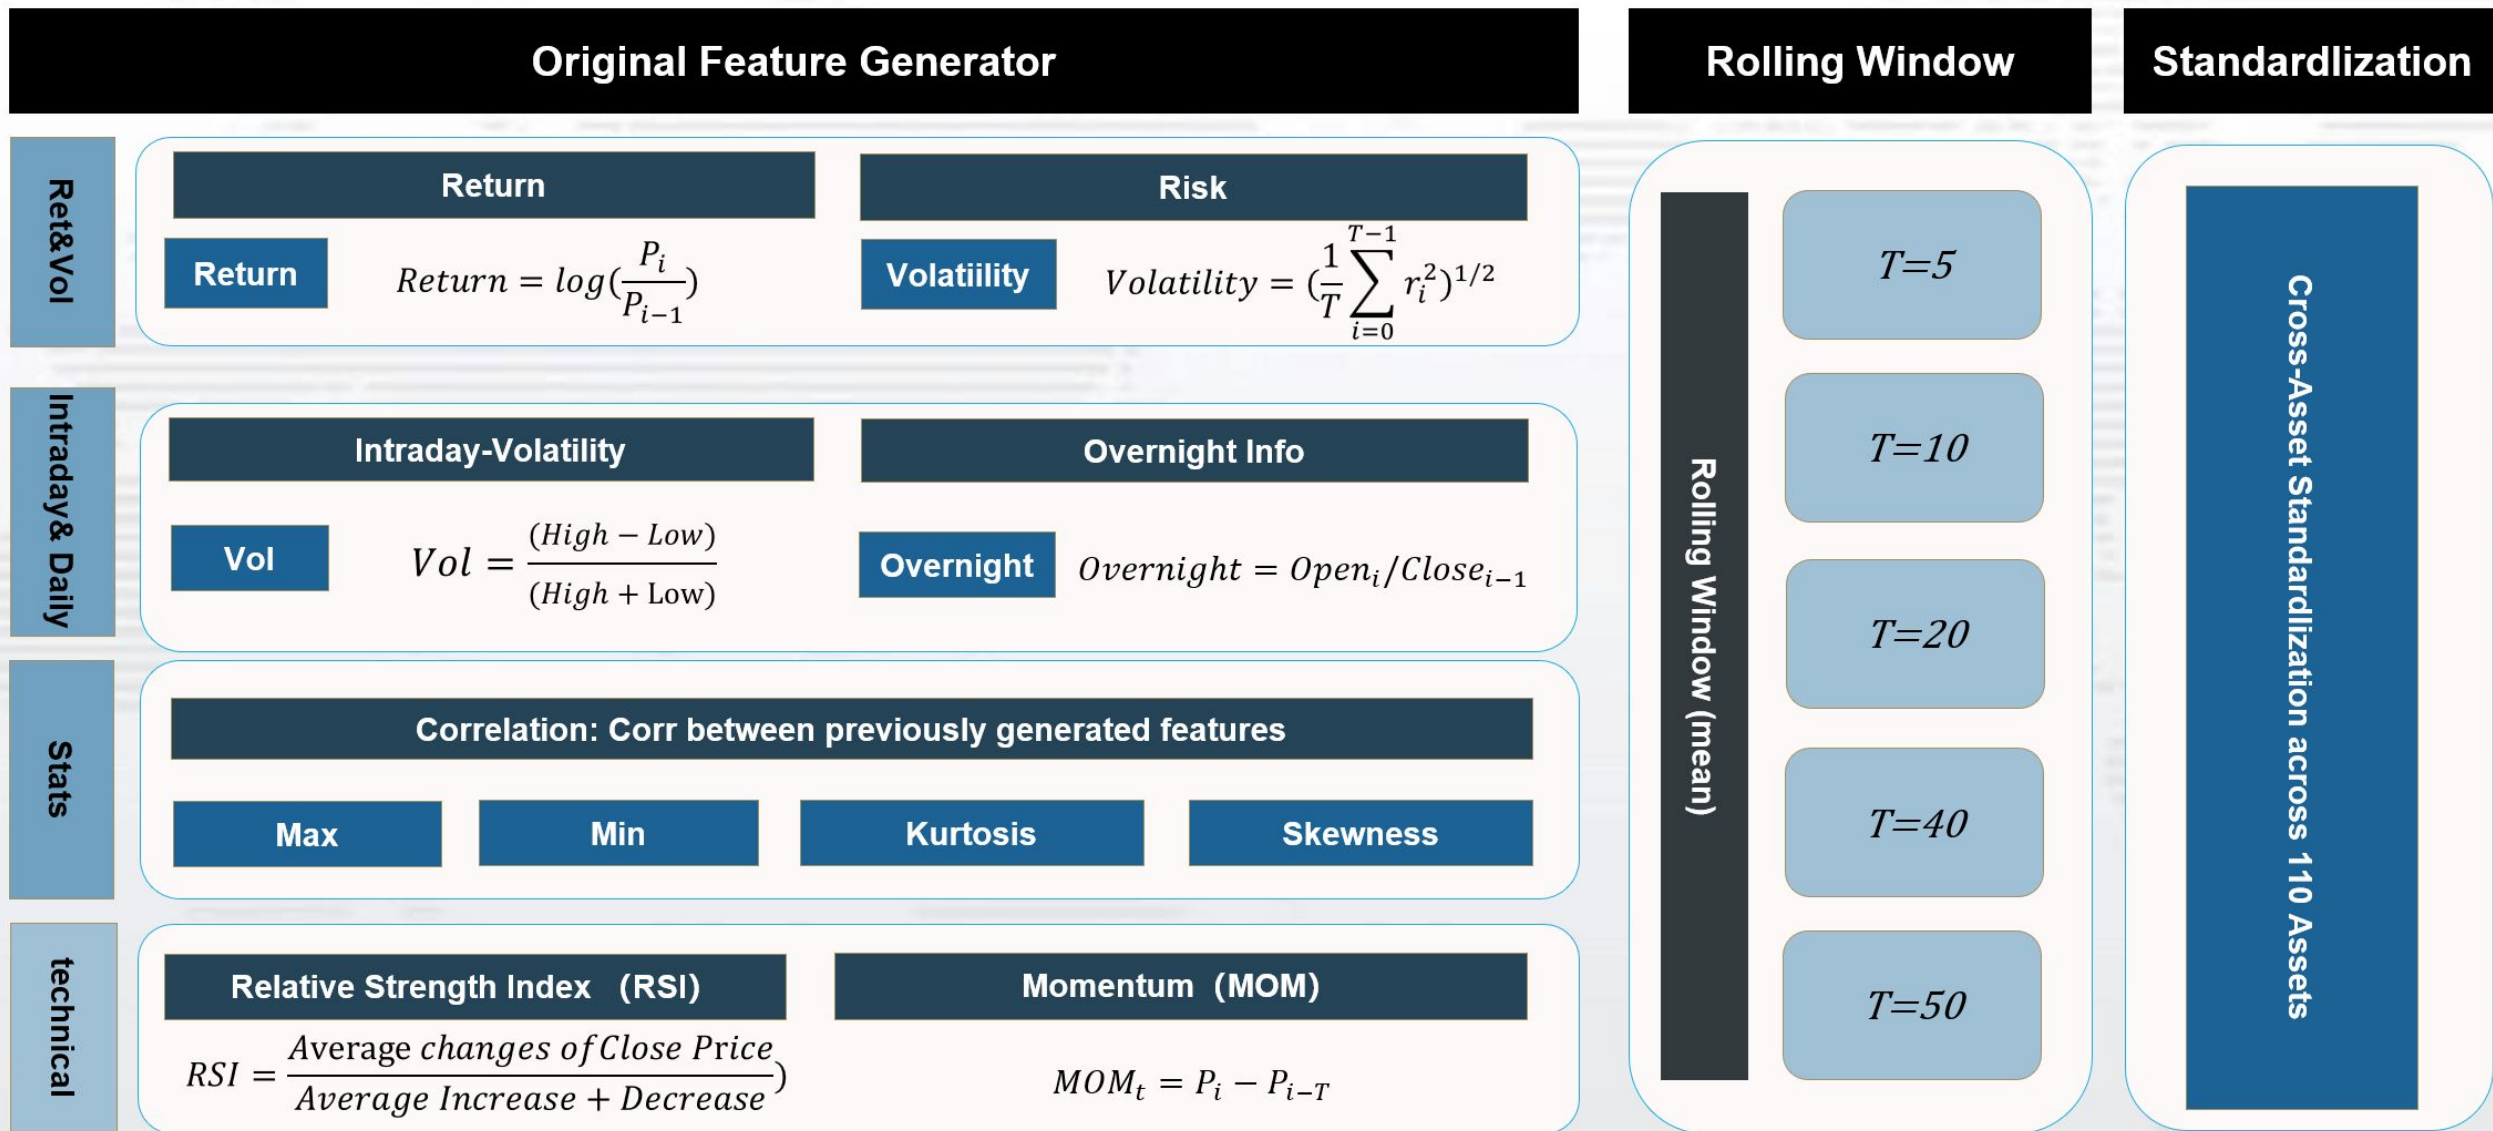 Original Feature Generator
Rolling Window
Standardlization
Ret&Vol
Return
Risk
Return
Return = log(P_i/P_{i-1})
Volatiility
Volatility = (1/T ∑_{i=0}^{T-1} r_i^2)^{1/2}
Intraday& Daily
Intraday-Volatility
Overnight Info
Vol
Vol = (High − Low)/(High + Low)
Overnight
Overnight = Open_i/Close_{i−1}
Stats
Correlation: Corr between previously generated features
Max
Min
Kurtosis
Skewness
technical
Relative Strength Index （RSI）
Momentum（MOM）
RSI = Average changes of Close Price/Average Increase + Decrease)
MOM_t = P_i − P_{i−T}
Rolling Window (mean)
T=5
T=10
T=20
T=40
T=50
Cross-Asset Standardlization across 110 Assets